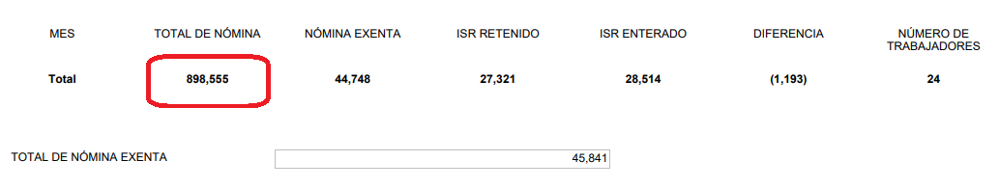 MES TOTAL DE NÓMINA NÓMINA EXENTA ISR RETENIDO ISR ENTERADO DIFERENCIA NÚMERO DE
TRABAJADORES
Total 898,555 44,748 27,321 28,514 (1,193) 24
TOTAL DE NÓMINA EXENTA 45,841